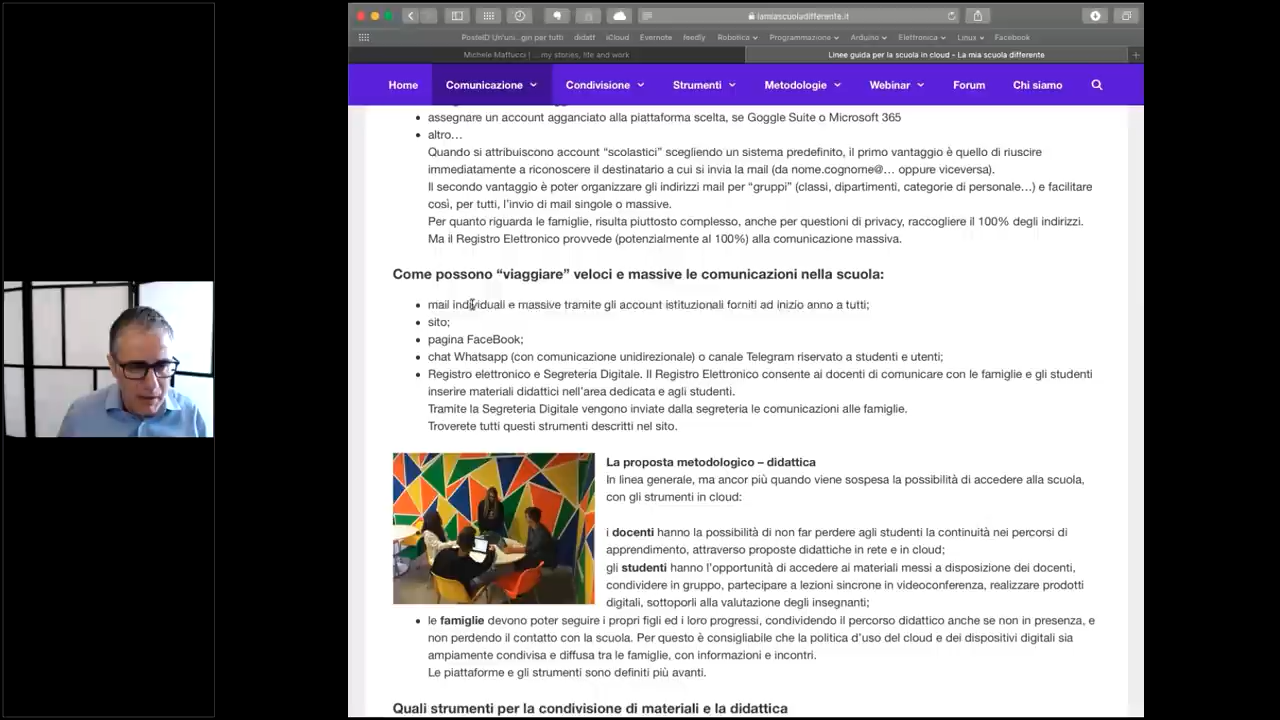 iamiascuoladifferente.it
PosteID Un'uni...gin per tutti didatt iCloud Evernote feedly Robotica Programmazione Arduino Elettronica Linux Facebook
Michele Maffucci | ...my stories, life and work
Linee guida per la scuola in cloud - La mia scuola differente
Home Comunicazione Condivisione Strumenti Metodologie Webinar Forum Chi siamo
assegnare un account agganciato alla piattaforma scelta, se Goggle Suite o Microsoft 365
altro…
Quando si attribuiscono account “scolastici” scegliendo un sistema predefinito, il primo vantaggio è quello di riuscire
immediatamente a riconoscere il destinatario a cui si invia la mail (da nome.cognome@… oppure viceversa).
Il secondo vantaggio è poter organizzare gli indirizzi mail per “gruppi” (classi, dipartimenti, categorie di personale…) e facilitare
così, per tutti, l’invio di mail singole o massive.
Per quanto riguarda le famiglie, risulta piuttosto complesso, anche per questioni di privacy, raccogliere il 100% degli indirizzi.
Ma il Registro Elettronico provvede (potenzialmente al 100%) alla comunicazione massiva.
Come possono “viaggiare” veloci e massive le comunicazioni nella scuola:
mail individuali e massive tramite gli account istituzionali forniti ad inizio anno a tutti;
sito;
pagina FaceBook;
chat Whatsapp (con comunicazione unidirezionale) o canale Telegram riservato a studenti e utenti;
Registro elettronico e Segreteria Digitale. Il Registro Elettronico consente ai docenti di comunicare con le famiglie e gli studenti
inserire materiali didattici nell’area dedicata e agli studenti.
Tramite la Segreteria Digitale vengono inviate dalla segreteria le comunicazioni alle famiglie.
Troverete tutti questi strumenti descritti nel sito.
La proposta metodologico – didattica
In linea generale, ma ancor più quando viene sospesa la possibilità di accedere alla scuola,
con gli strumenti in cloud:
i docenti hanno la possibilità di non far perdere agli studenti la continuità nei percorsi di
apprendimento, attraverso proposte didattiche in rete e in cloud;
gli studenti hanno l’opportunità di accedere ai materiali messi a disposizione dei docenti,
condividere in gruppo, partecipare a lezioni sincrone in videoconferenza, realizzare prodotti
digitali, sottoporli alla valutazione degli insegnanti;
le famiglie devono poter seguire i propri figli ed i loro progressi, condividendo il percorso didattico anche se non in presenza, e
non perdendo il contatto con la scuola. Per questo è consigliabile che la politica d’uso del cloud e dei dispositivi digitali sia
ampiamente condivisa e diffusa tra le famiglie, con informazioni e incontri.
Le piattaforme e gli strumenti sono definiti più avanti.
Quali strumenti per la condivisione di materiali e la didattica